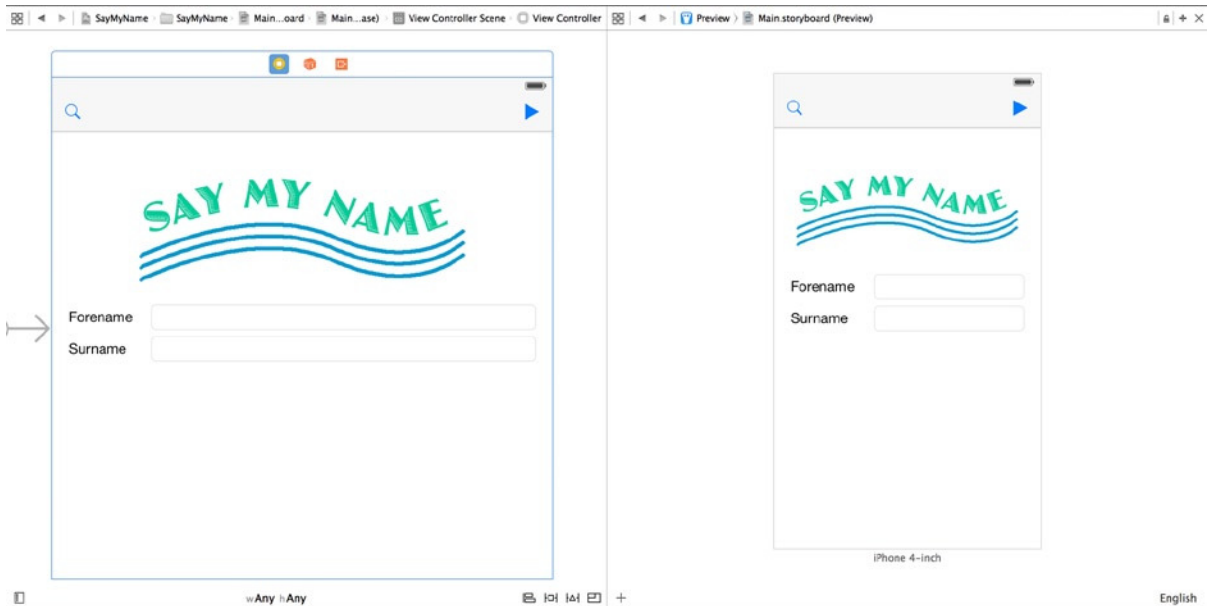 SayMyName SayMyName Main...oard Main...ase) View Controller Scene View Controller
Preview Main.storyboard (Preview)
SAY MY NAME
Forename
Surname
wAny hAny
SAY MY NAME
Forename
Surname
iPhone 4-inch
English